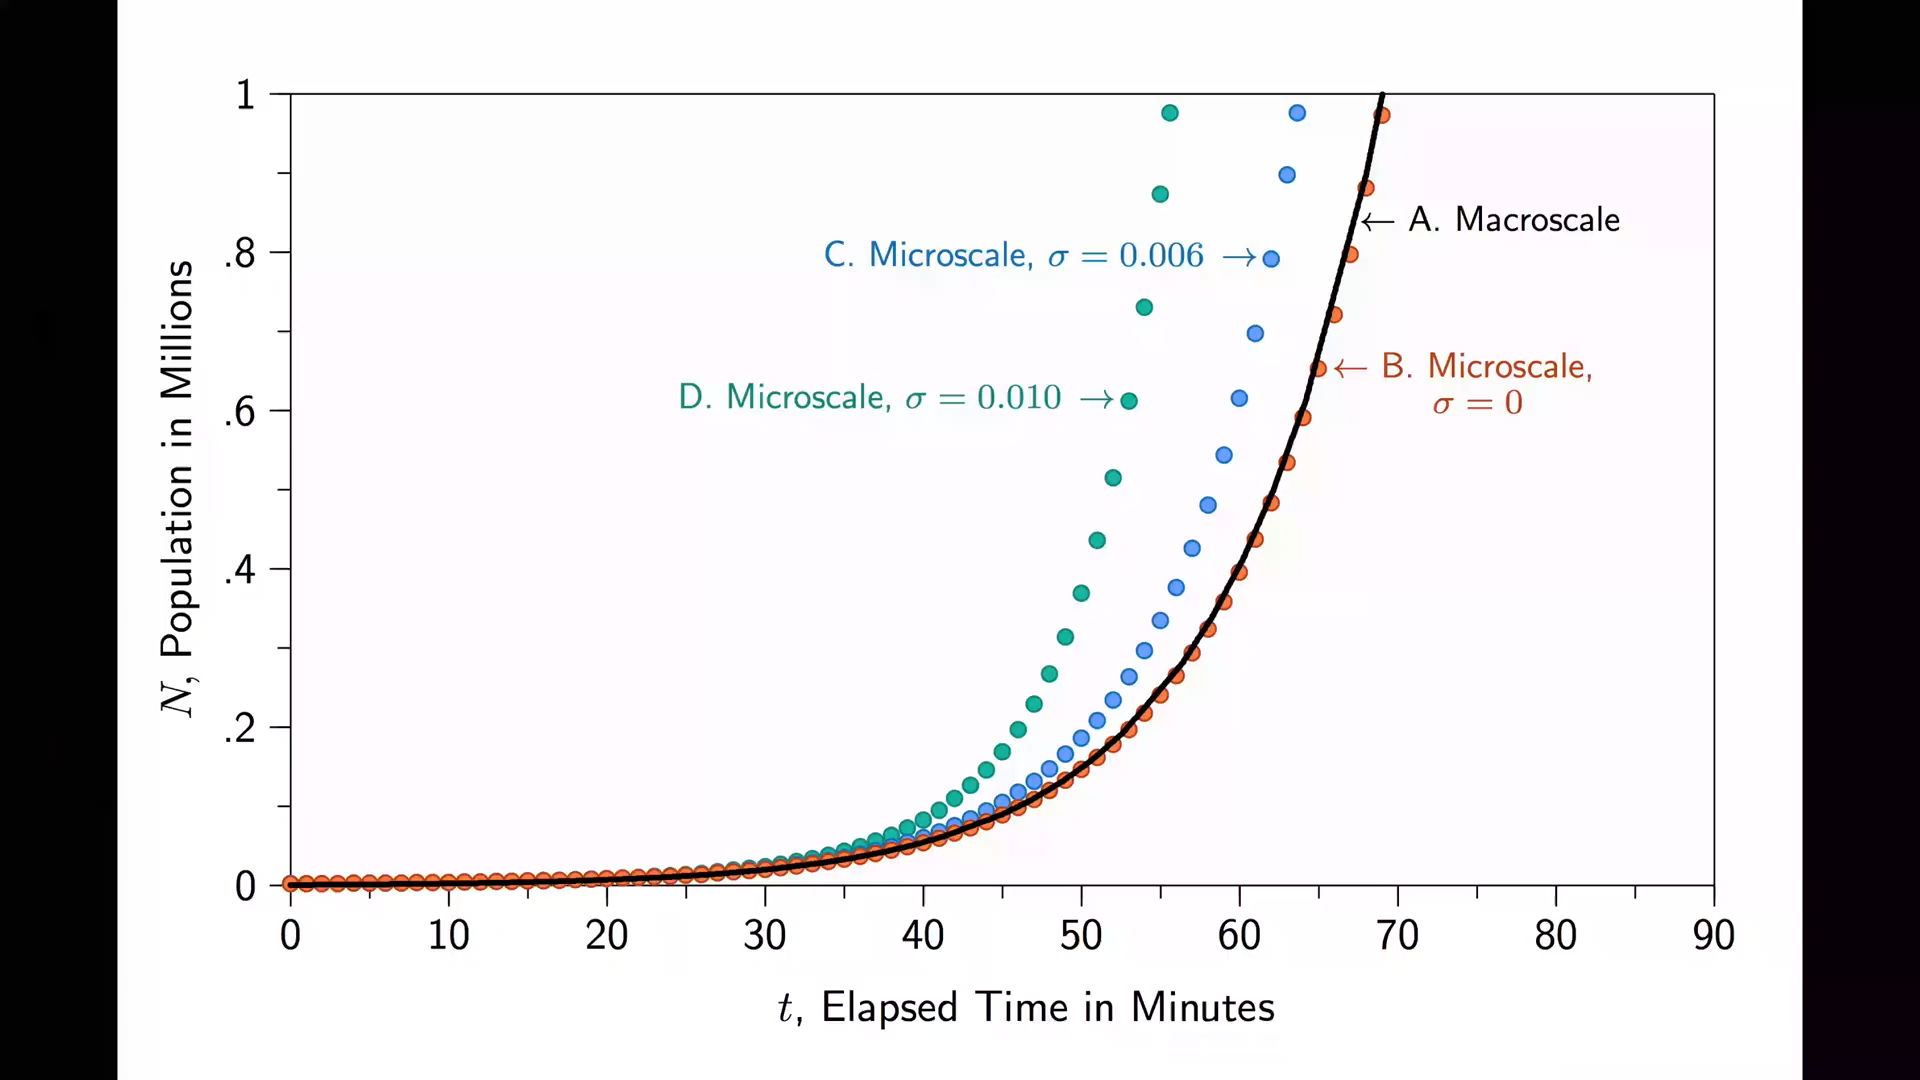 1
.8
.6
.4
.2
0
N, Population in Millions
C. Microscale, σ = 0.006 →
← A. Macroscale
D. Microscale, σ = 0.010 →
← B. Microscale,
σ = 0
0 10 20 30 40 50 60 70 80 90
t, Elapsed Time in Minutes